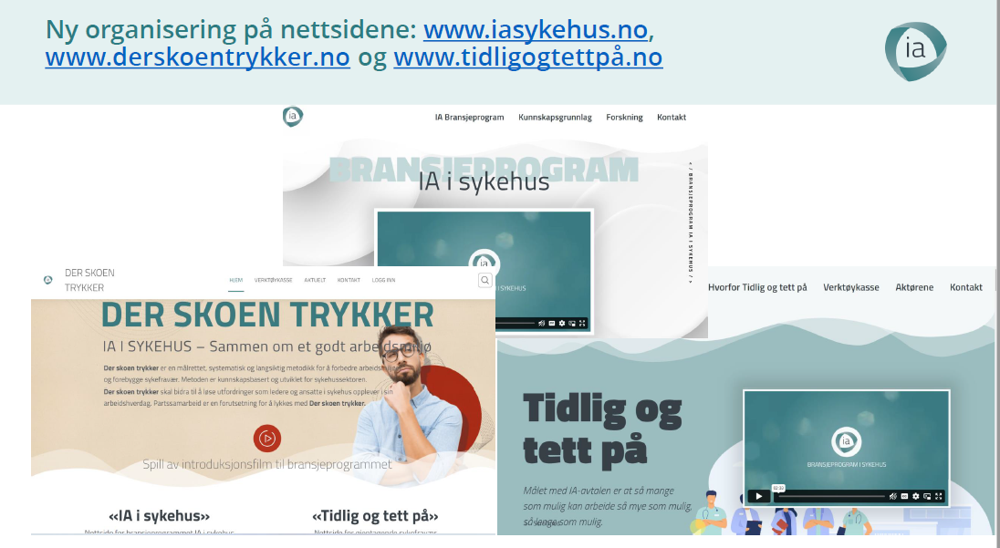 Ny organisering på nettsidene: www.iasykehus.no,
www.derskoentrykker.no og www.tidligogtettpå.no
ia
ia
IA Bransjeprogram Kunnskapsgrunnlag Forskning Kontakt
BRANSJEPROGRAM
IA i sykehus
< / BRANSJEPROGRAM IA I SYKEHUS / >
ia
I SYKEHUS
DER SKOEN
TRYKKER
HJEM VERKTØYKASSE AKTUELT KONTAKT LOGG INN
DER SKOEN TRYKKER
IA I SYKEHUS – Sammen om et godt arbeidsmiljø
Der skoen trykker er en målrettet, systematisk og langsiktig metodikk for å forbedre arbeidsmiljøet
og forebygge sykefravær. Metoden er kunnskapsbasert og utviklet for sykehussektoren.
Der skoen trykker skal bidra til å løse utfordringer som ledere og ansatte i sykehus opplever i sin
arbeidshverdag. Partssamarbeid er en forutsetning for å lykkes med Der skoen trykker.
Spill av introduksjonsfilm til bransjeprogrammet
«IA i sykehus»
Nettside for bransjeprogrammet IA i sykehus
«Tidlig og tett på»
Nettside for gjentagende sykefravær
Hvorfor Tidlig og tett på Verktøykasse Aktørene Kontakt
Tidlig og
tett på
Målet med IA-avtalen er at så mange
som mulig kan arbeide så mye som mulig,
så lenge som mulig.
ia
BRANSJEPROGRAM I SYKEHUS